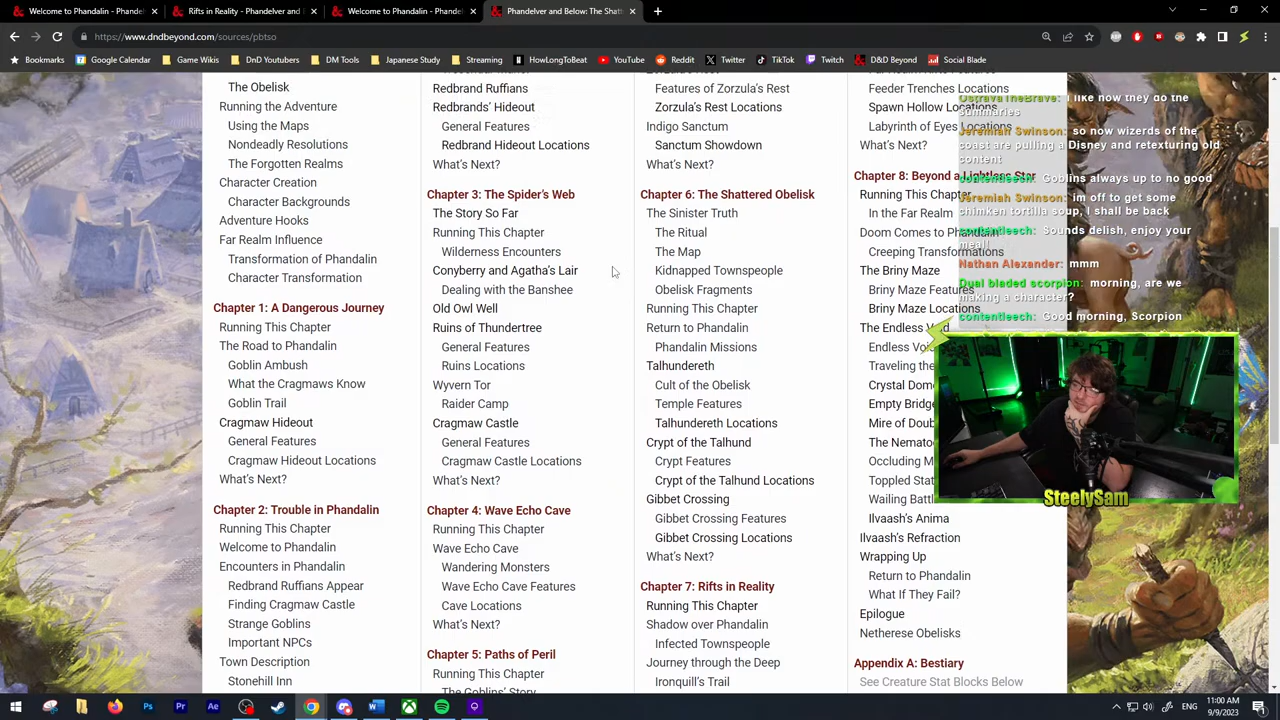 Welcome to Phandalin - Phandelver
Rifts in Reality - Phandelver and
Welcome to Phandalin - Phandelver
Phandelver and Below: The Shatt
https://www.dndbeyond.com/sources/pbtso
Bookmarks
Google Calendar
Game Wikis
DnD Youtubers
DM Tools
Japanese Study
Streaming
HowLongToBeat
YouTube
Reddit
Twitter
TikTok
Twitch
D&D Beyond
Social Blade
The Obelisk
Running the Adventure
Using the Maps
Nondeadly Resolutions
The Forgotten Realms
Character Creation
Character Backgrounds
Adventure Hooks
Far Realm Influence
Transformation of Phandalin
Character Transformation
Chapter 1: A Dangerous Journey
Running This Chapter
The Road to Phandalin
Goblin Ambush
What the Cragmaws Know
Goblin Trail
Cragmaw Hideout
General Features
Cragmaw Hideout Locations
What's Next?
Chapter 2: Trouble in Phandalin
Running This Chapter
Welcome to Phandalin
Encounters in Phandalin
Redbrand Ruffians Appear
Finding Cragmaw Castle
Strange Goblins
Important NPCs
Town Description
Stonehill Inn
Redbrand Ruffians
Redbrands' Hideout
General Features
Redbrand Hideout Locations
What's Next?
Chapter 3: The Spider's Web
The Story So Far
Running This Chapter
Wilderness Encounters
Conyberry and Agatha's Lair
Dealing with the Banshee
Old Owl Well
Ruins of Thundertree
General Features
Ruins Locations
Wyvern Tor
Raider Camp
Cragmaw Castle
General Features
Cragmaw Castle Locations
What's Next?
Chapter 4: Wave Echo Cave
Running This Chapter
Wave Echo Cave
Wandering Monsters
Wave Echo Cave Features
Cave Locations
What's Next?
Chapter 5: Paths of Peril
Running This Chapter
The Goblins' Story
Features of Zorzula's Rest
Zorzula's Rest Locations
Indigo Sanctum
Sanctum Showdown
What's Next?
Chapter 6: The Shattered Obelisk
The Sinister Truth
The Ritual
The Map
Kidnapped Townspeople
Obelisk Fragments
Running This Chapter
Return to Phandalin
Phandalin Missions
Talhundereth
Cult of the Obelisk
Temple Features
Talhundereth Locations
Crypt of the Talhund
Crypt Features
Crypt of the Talhund Locations
Gibbet Crossing
Gibbet Crossing Features
Gibbet Crossing Locations
What's Next?
Chapter 7: Rifts in Reality
Running This Chapter
Shadow over Phandalin
Infected Townspeople
Journey through the Deep
Ironquill's Trail
Feeder Trenches Locations
Spawn Hollow Locations
Labyrinth of Eyes Locations
What's Next?
Chapter 8: Beyond a Lightless Star
Running This Chapter
In the Far Realm
Doom Comes to Phandalin
Creeping Transformations
The Briny Maze
Briny Maze Features
Briny Maze Locations
The Endless Void
Endless Voi
Traveling the
Crystal Dom
Empty Bridge
Mire of Doub
The Nemato
Occluding M
Toppled Stat
Wailing Batt
Ilvaash's Anima
Ilvaash's Refraction
Wrapping Up
Return to Phandalin
What If They Fail?
Epilogue
Netherese Obelisks
Appendix A: Bestiary
See Creature Stat Blocks Below
OstravaTheBrave: I like how they do the
summaries
Jeremiah Swinson: so now wizerds of the
coast are pulling a Disney and retexturing old
content
contentleech: Goblins always up to no good
Jeremiah Swinson: im off to get some
chimken tortilla soup, I shall be back
contentleech: Sounds delish, enjoy your
meal!
Nathan Alexander: mmm
Dual bladed scorpion: morning, are we
making a character?
contentleech: Good morning, Scorpion
SteelySam
ENG
11:00 AM
9/9/2023